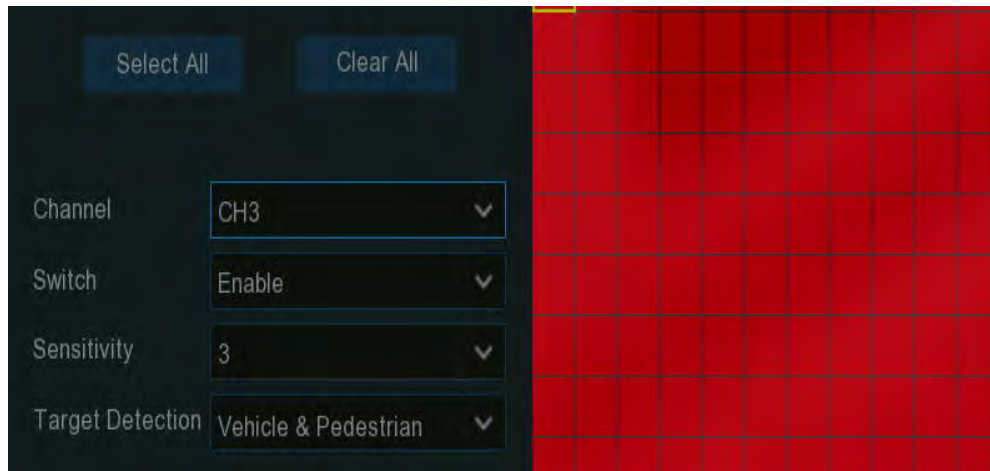 Select All Clear All
Channel CH3
Switch Enable
Sensitivity 3
Target Detection Vehicle & Pedestrian